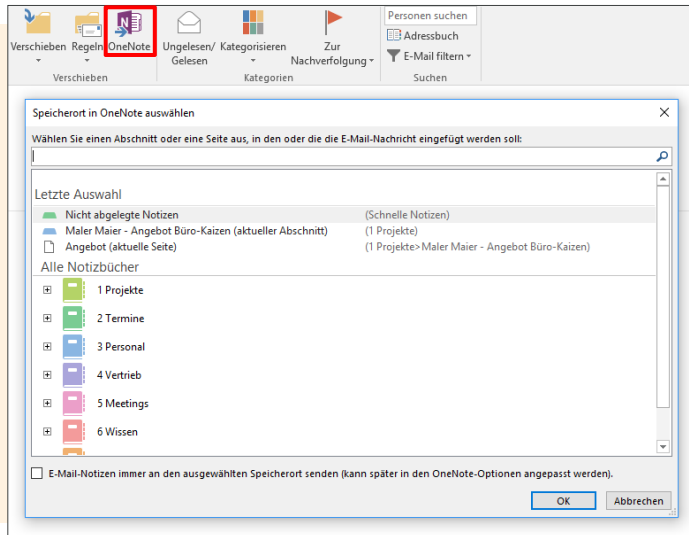 Personen suchen
Verschieben Regeln OneNote Ungelesen/ Kategorisieren Zur Adressbuch
Gelesen Nachverfolgung E-Mail filtern
Verschieben Kategorien Suchen
Speicherort in OneNote auswählen
Wählen Sie einen Abschnitt oder eine Seite aus, in den oder die die E-Mail-Nachricht eingefügt werden soll:
Letzte Auswahl
Nicht abgelegte Notizen (Schnelle Notizen)
Maler Maier - Angebot Büro-Kaizen (aktueller Abschnitt) (1 Projekte)
Angebot (aktuelle Seite) (1 Projekte>Maler Maier - Angebot Büro-Kaizen)
Alle Notizbücher
1 Projekte
2 Termine
3 Personal
4 Vertrieb
5 Meetings
6 Wissen
E-Mail-Notizen immer an den ausgewählten Speicherort senden (kann später in den OneNote-Optionen angepasst werden).
OK Abbrechen